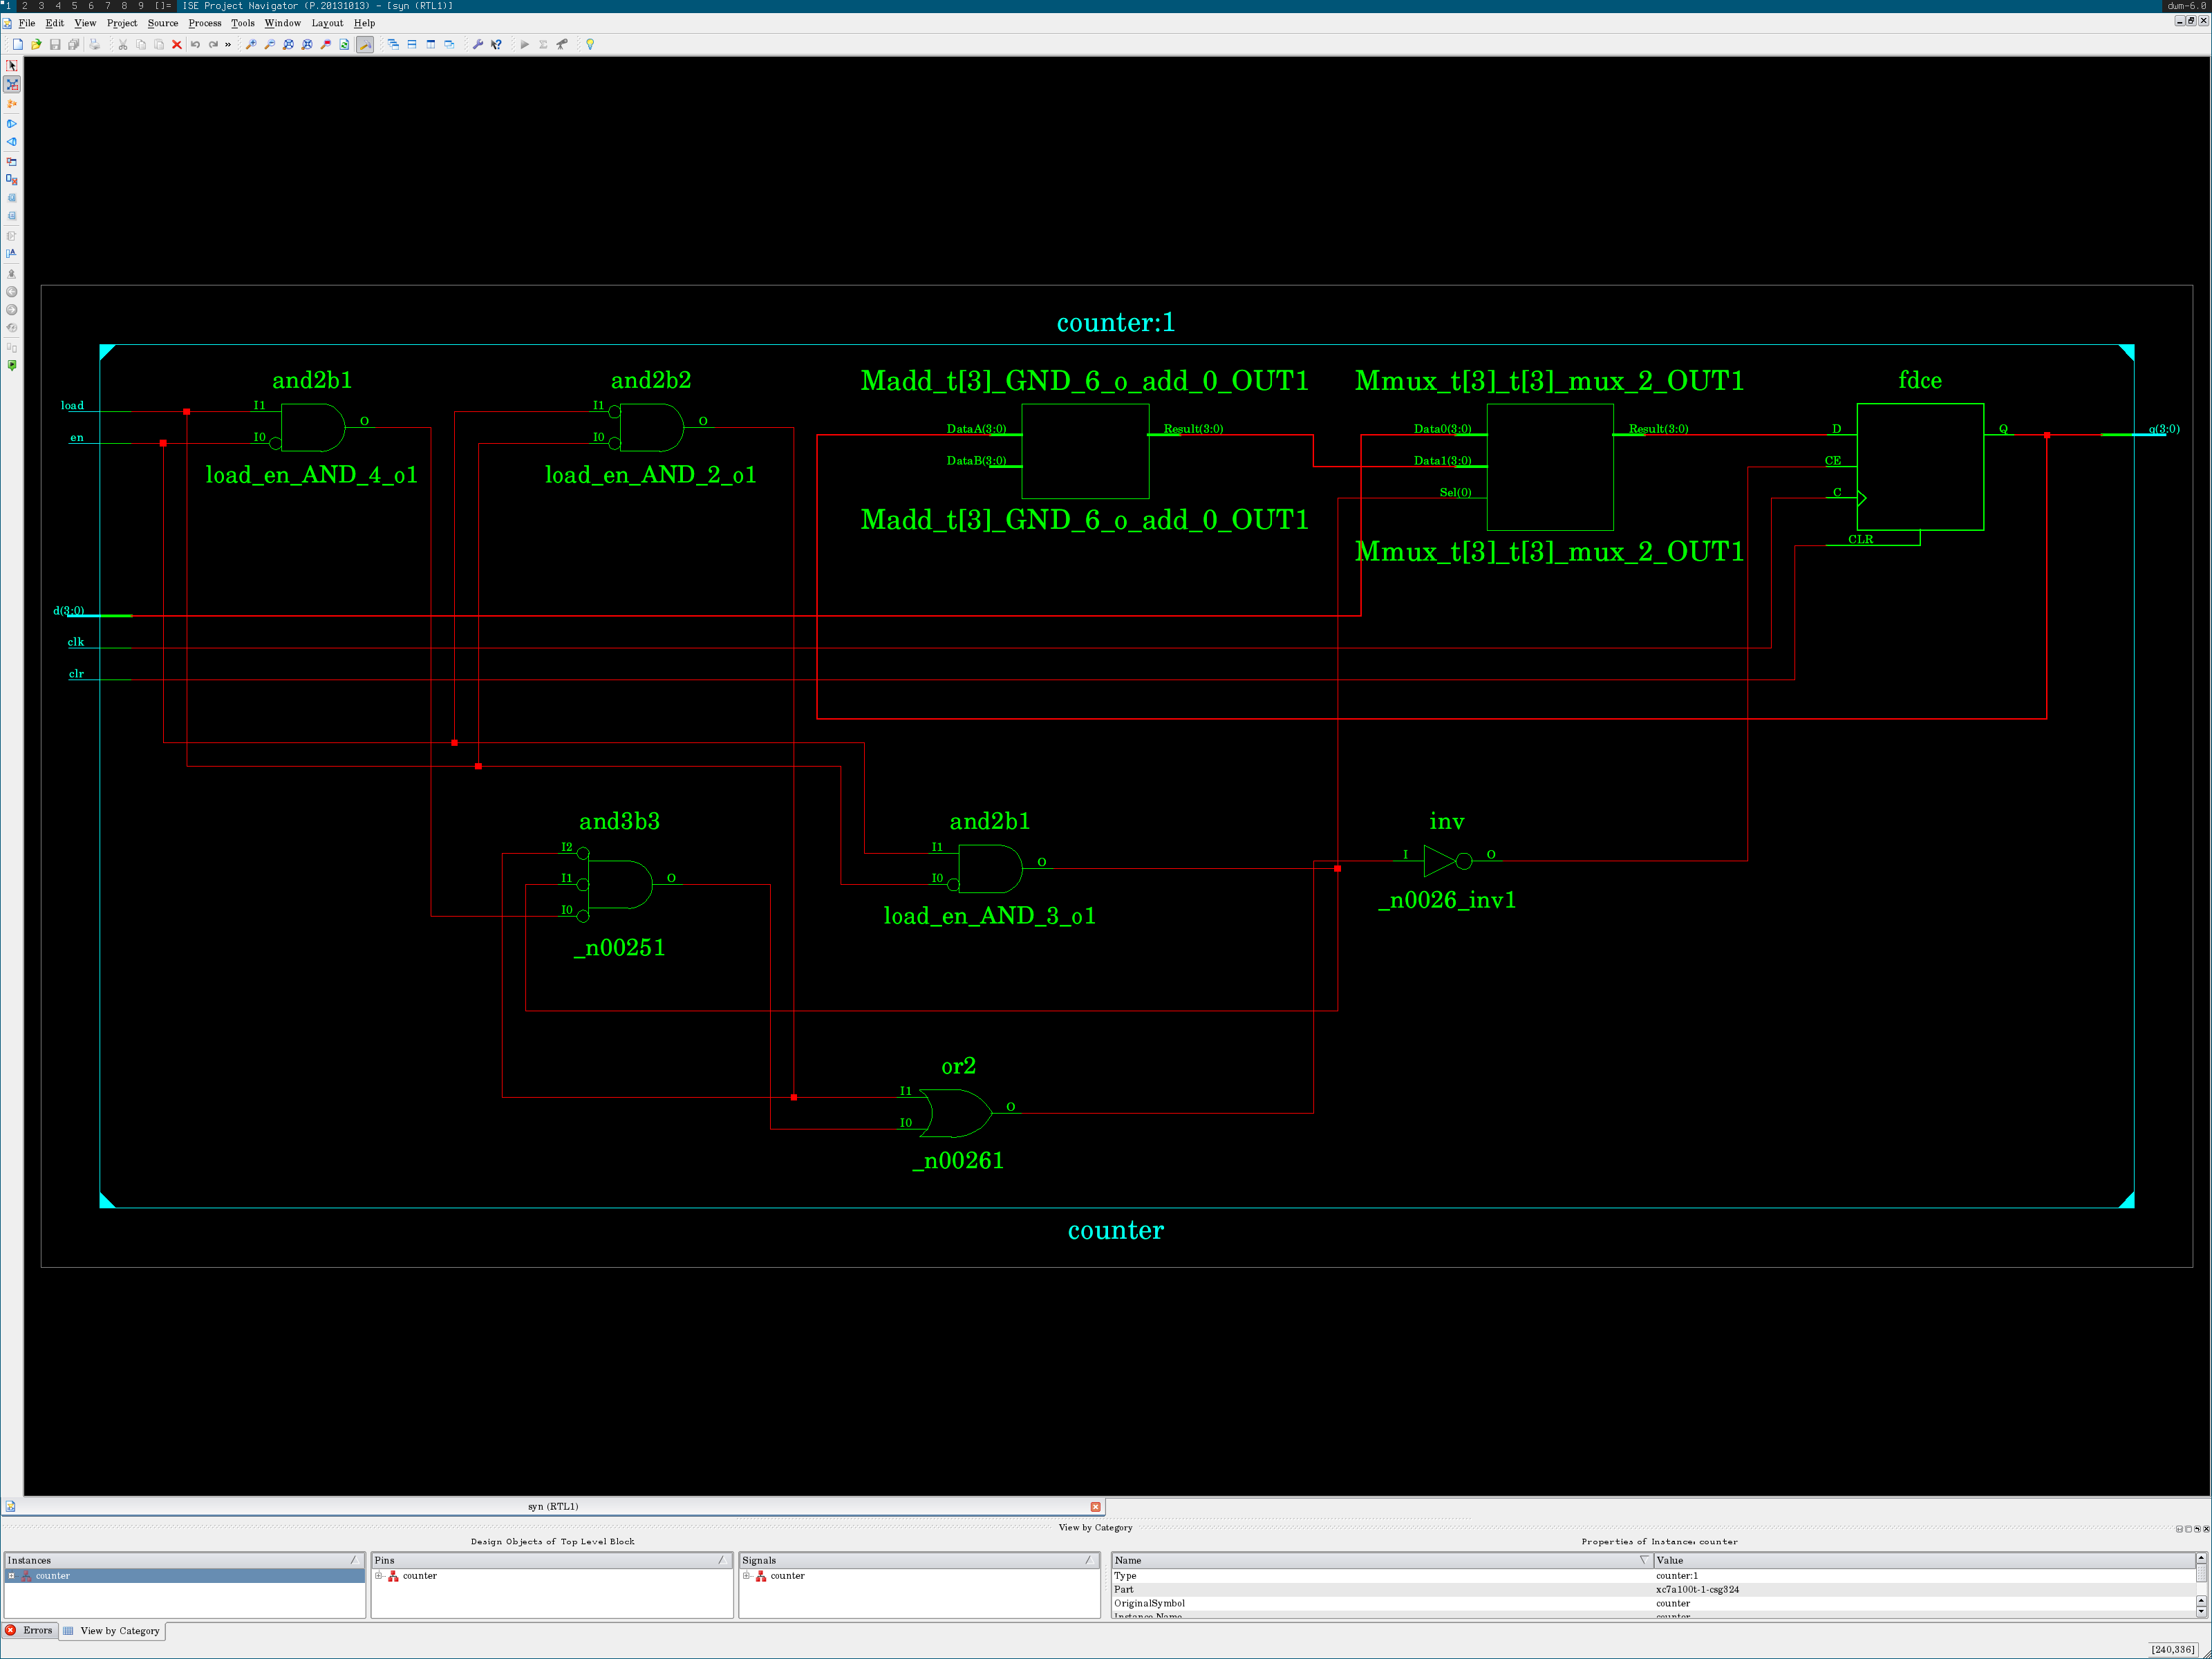 1 2 3 4 5 6 7 8 9 []= ISE Project Navigator (P.20131013) - [syn (RTL1)] dwm-6.0
File Edit View Project Source Process Tools Window Layout Help
counter:1
and2b1 and2b2 Madd_t[3]_GND_6_o_add_0_OUT1 Mmux_t[3]_t[3]_mux_2_OUT1 fdce
load I1 I1
O O
DataA(3:0) Result(3:0) Data0(3:0) Result(3:0) D Q q(3:0)
en I0 I0
DataB(3:0) Data1(3:0) CE
load_en_AND_4_o1 load_en_AND_2_o1
Sel(0) C
Madd_t[3]_GND_6_o_add_0_OUT1
CLR
Mmux_t[3]_t[3]_mux_2_OUT1
d(3:0)
clk
clr
and3b3 and2b1 inv
I2 I1
I O
O
I1 O I0
I0
_n0026_inv1
load_en_AND_3_o1
_n00251
or2
I1
O
I0
_n00261
counter
syn (RTL1)
View by Category
Design Objects of Top Level Block Properties of Instance: counter
Instances Pins Signals Name Value
counter counter counter Type counter:1
Part xc7a100t-1-csg324
OriginalSymbol counter
Instance Name counter
Errors View by Category
[240,336]